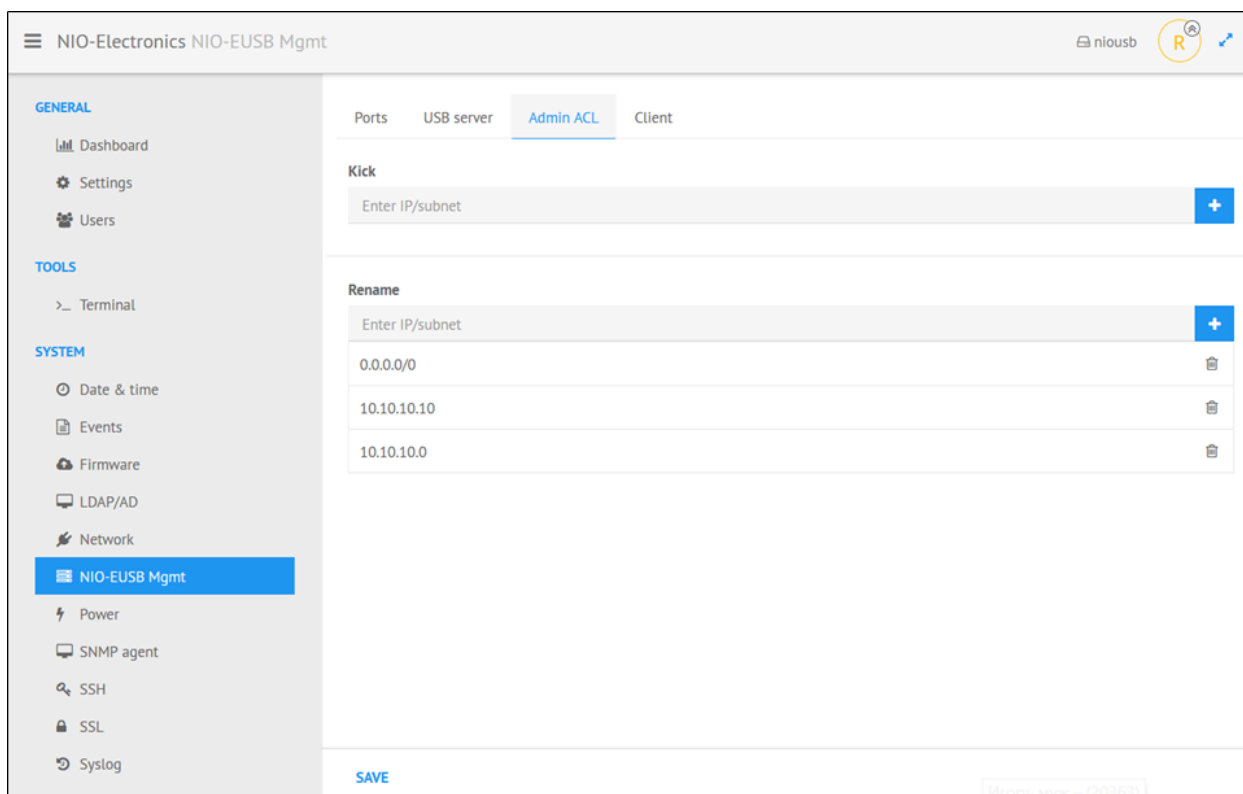 NIO-Electronics NIO-EUSB Mgmt
niousb
R
GENERAL
Dashboard
Settings
Users
TOOLS
>_ Terminal
SYSTEM
Date & time
Events
Firmware
LDAP/AD
Network
NIO-EUSB Mgmt
Power
SNMP agent
SSH
SSL
Syslog
Ports USB server Admin ACL Client
Kick
Enter IP/subnet
+
Rename
Enter IP/subnet
+
0.0.0.0/0
10.10.10.10
10.10.10.0
SAVE